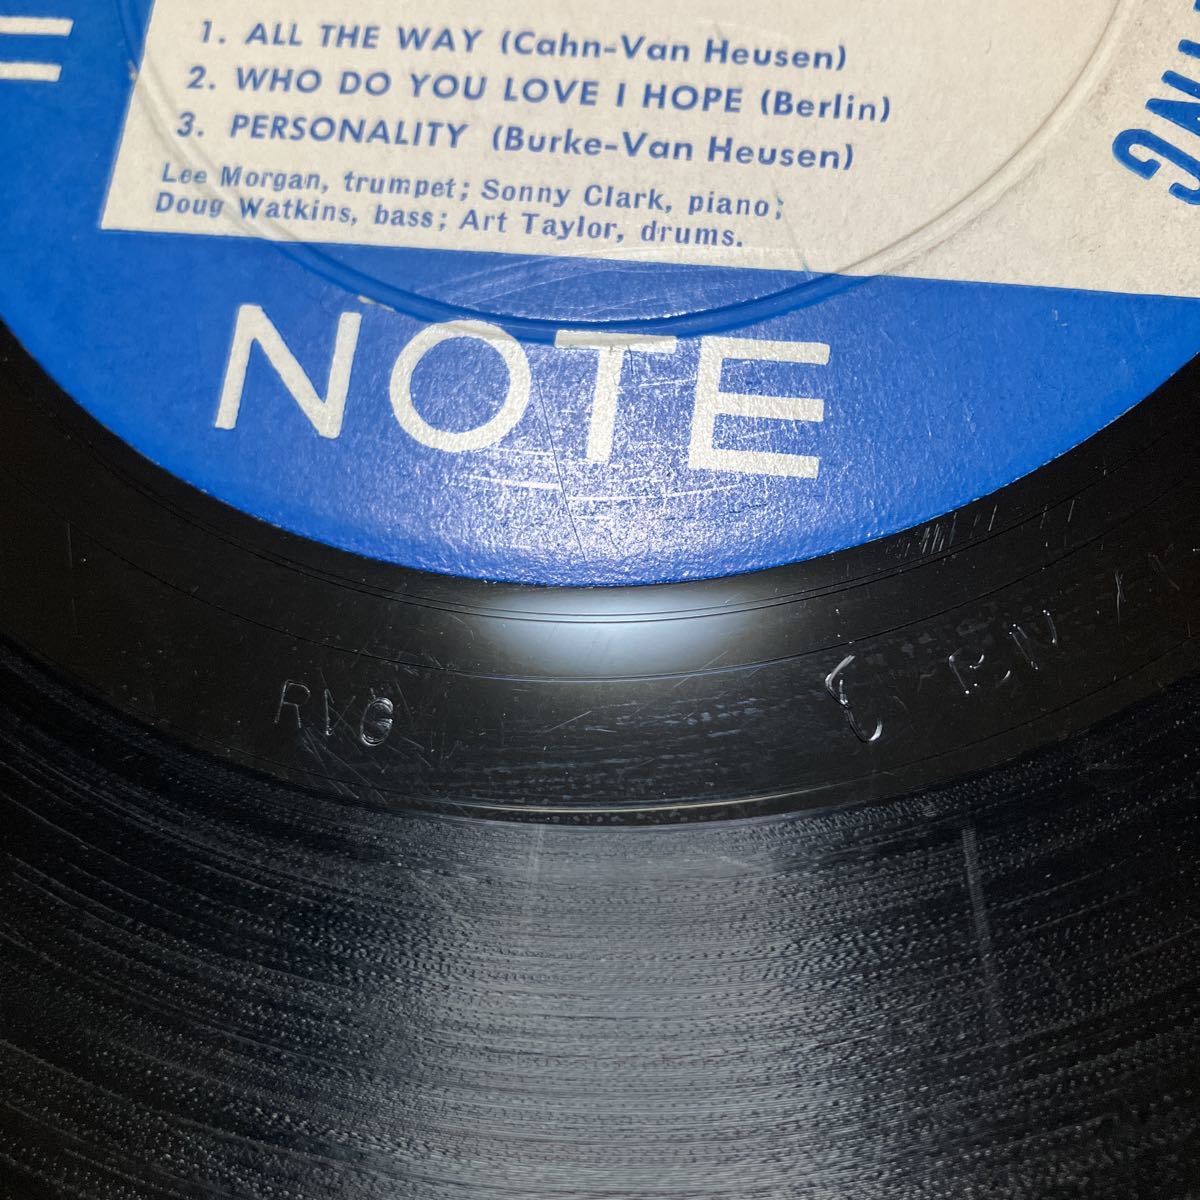 1. ALL THE WAY (Cahn-Van Heusen)
2. WHO DO YOU LOVE I HOPE (Berlin)
3. PERSONALITY (Burke-Van Heusen)
Lee Morgan, trumpet; Sonny Clark, piano;
Doug Watkins, bass; Art Taylor, drums.
NOTE
RVG
BN